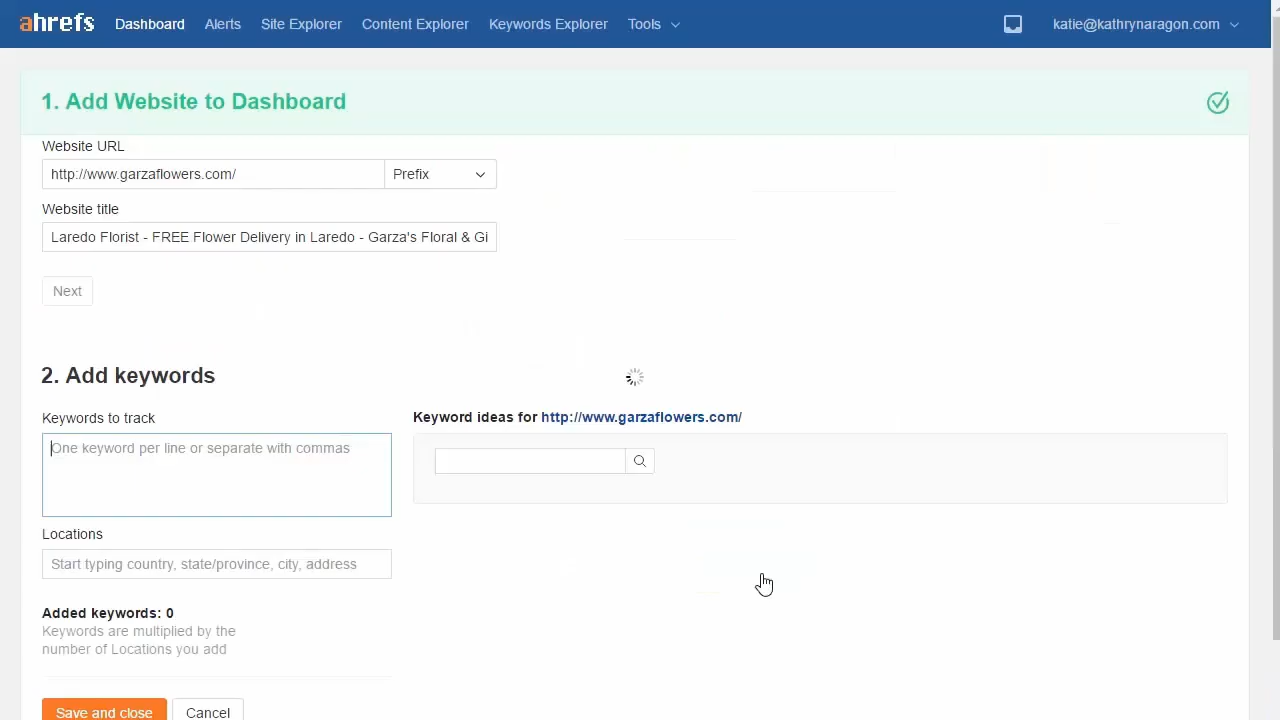 ahrefs Dashboard Alerts Site Explorer Content Explorer Keywords Explorer Tools katie@kathrynaragon.com
1. Add Website to Dashboard
Website URL
http://www.garzaflowers.com/ Prefix
Website title
Laredo Florist - FREE Flower Delivery in Laredo - Garza's Floral & Gi
Next
2. Add keywords
Keywords to track
One keyword per line or separate with commas
Locations
Start typing country, state/province, city, address
Added keywords: 0
Keywords are multiplied by the
number of Locations you add
Save and close Cancel
Keyword ideas for http://www.garzaflowers.com/